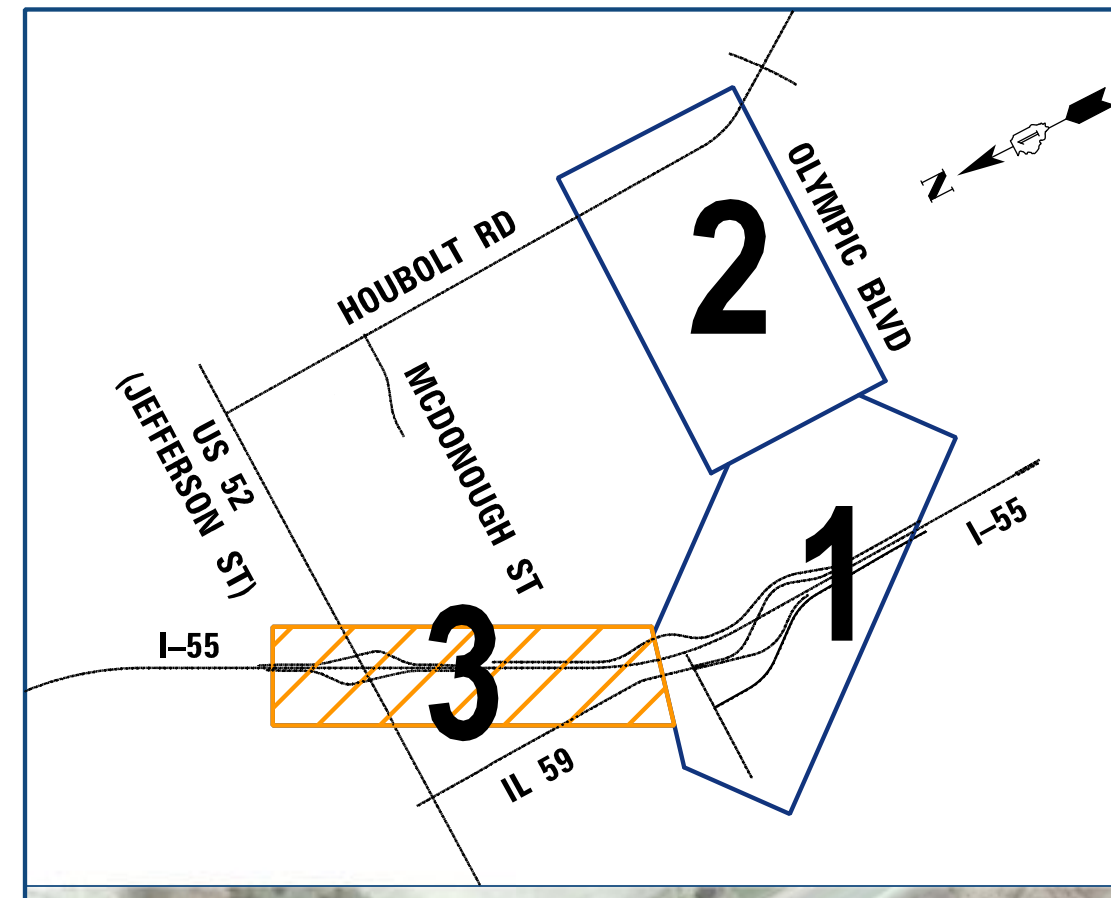 OLYMPIC BLVD
N
2
HOUBOLT RD
MCDONOUGH ST
US 52
(JEFFERSON ST)
1
I-55
3
I-55
IL 59